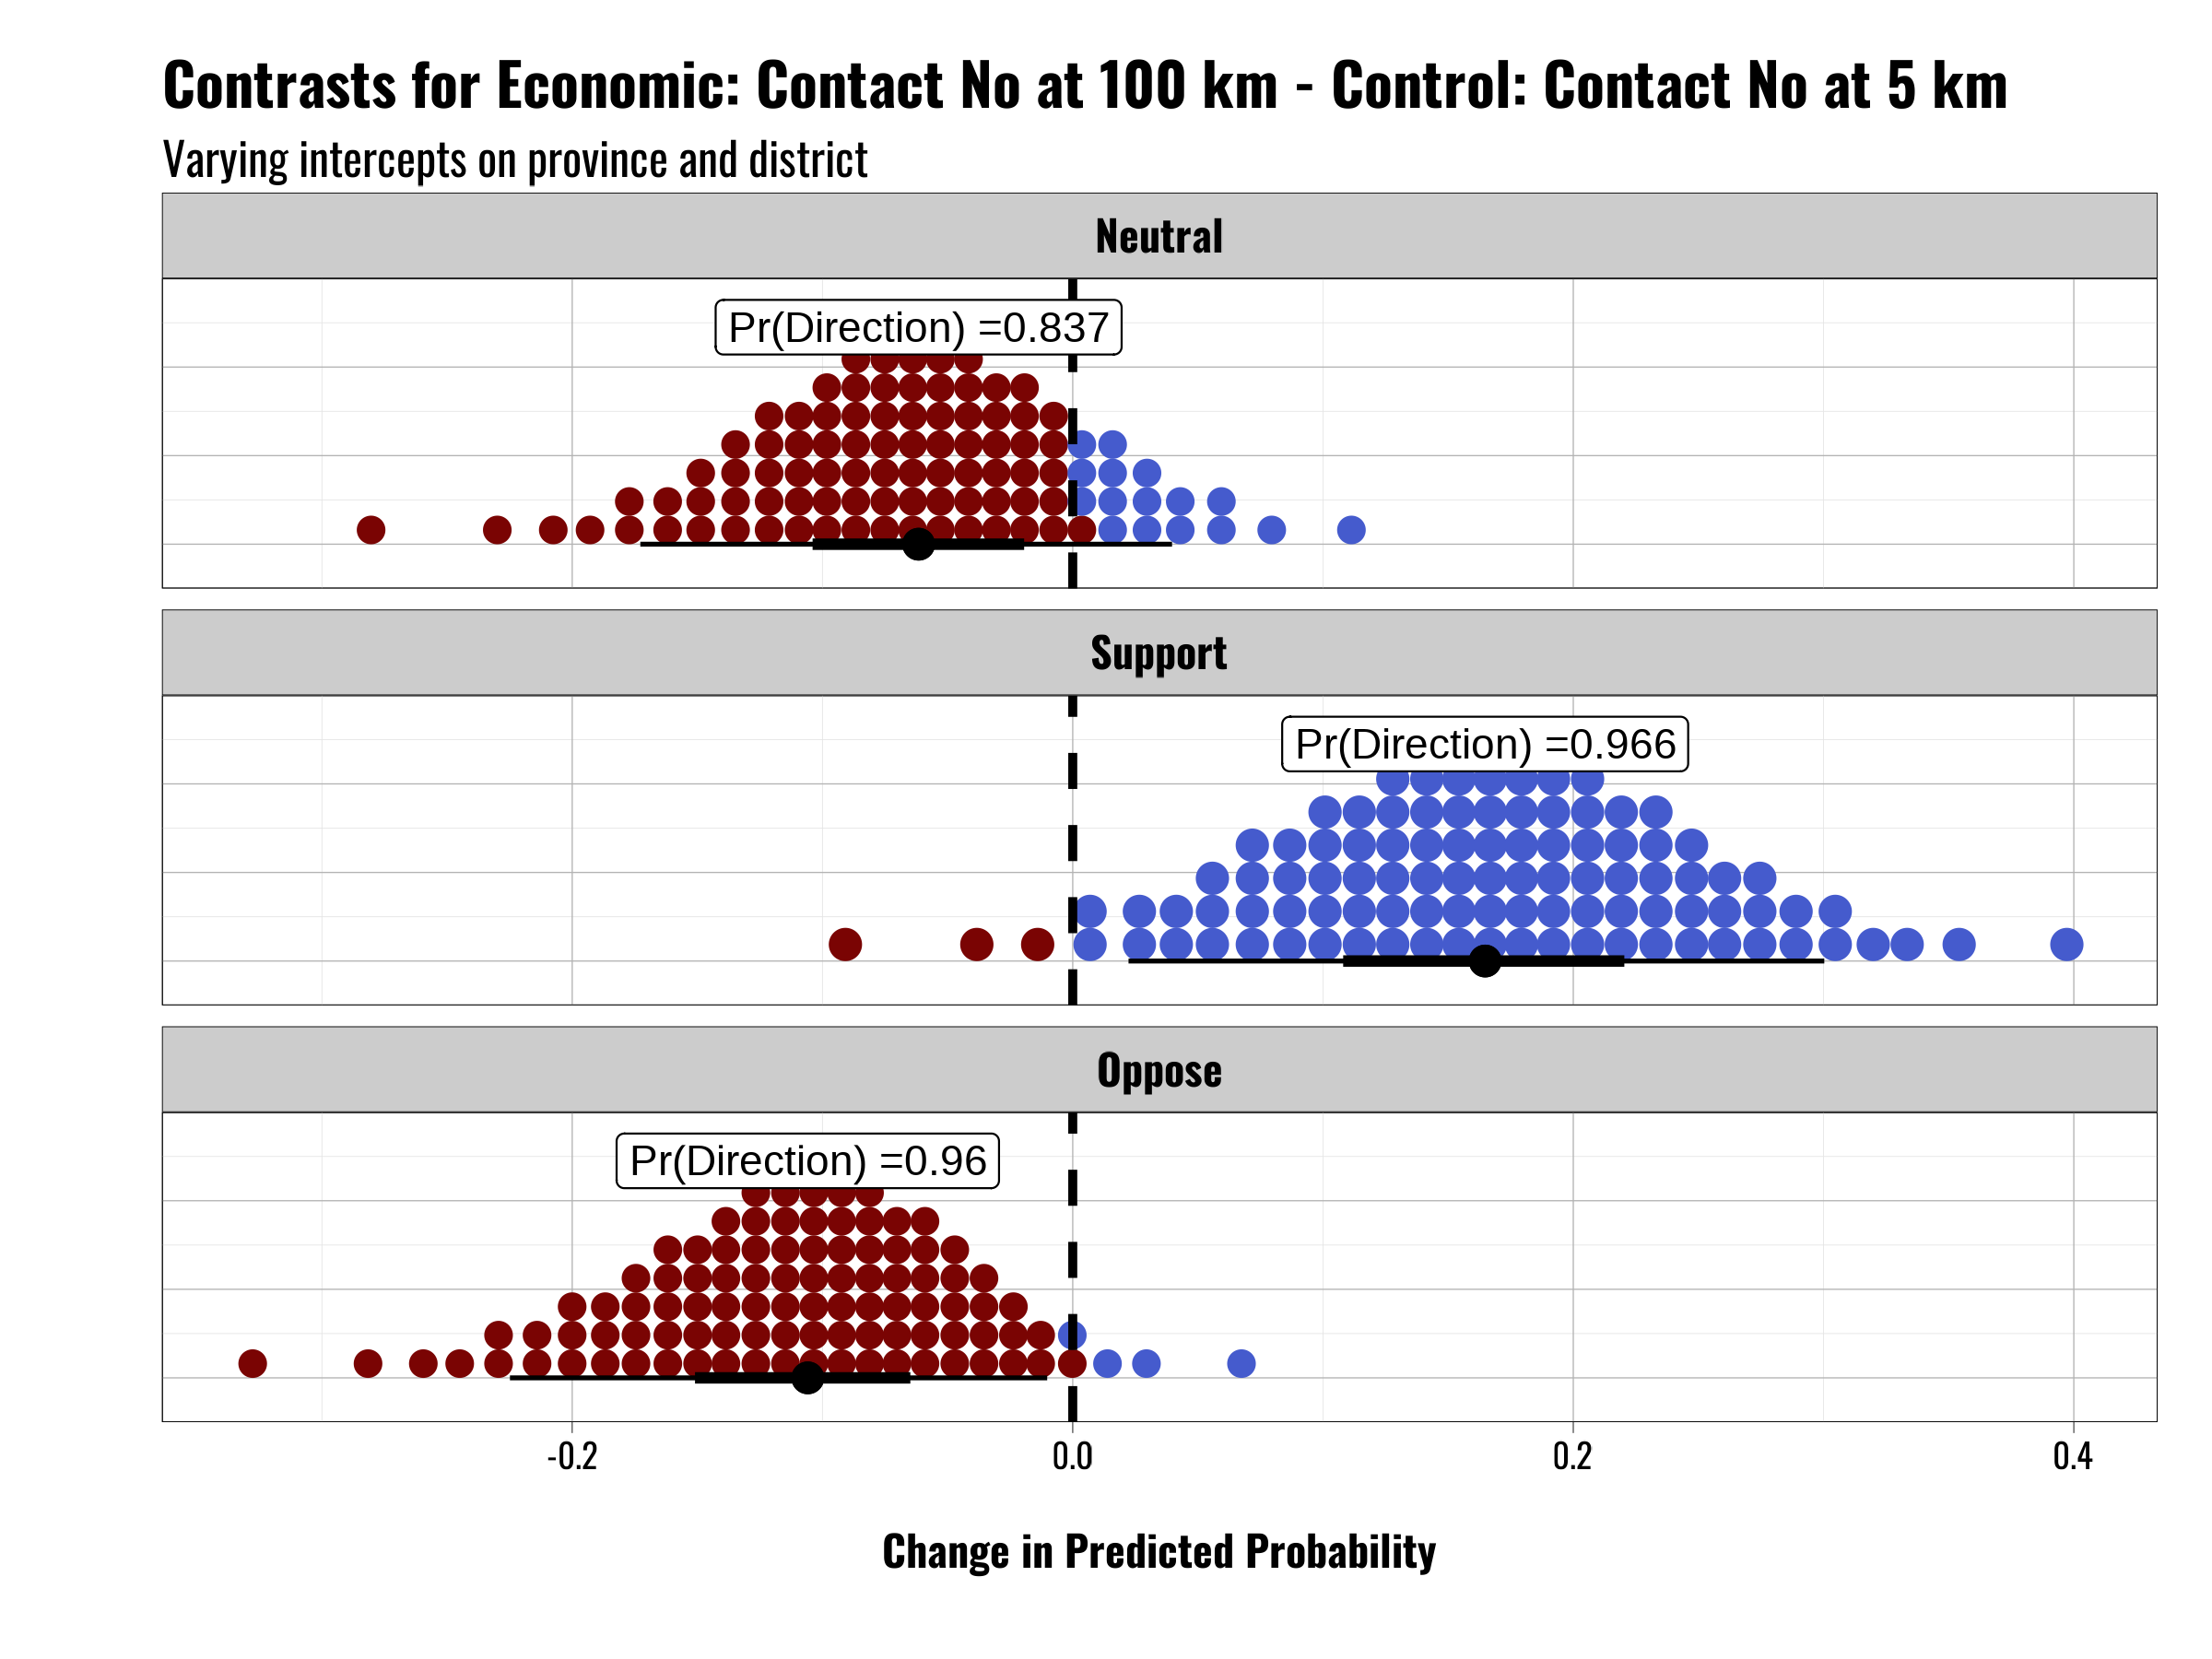 Contrasts for Economic: Contact No at 100 km - Control: Contact No at 5 km
Varying intercepts on province and district
Neutral
Pr(Direction) =0.837
Support
Pr(Direction) =0.966
Oppose
Pr(Direction) =0.96
-0.2 0.0 0.2 0.4
Change in Predicted Probability